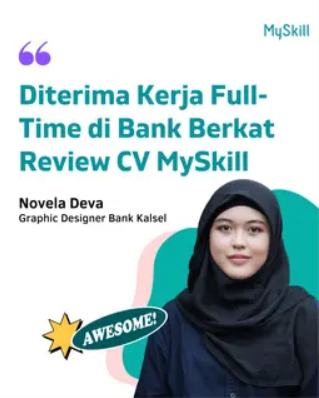 MySkill
Diterima Kerja Full-
Time di Bank Berkat
Review CV MySkill
Novela Deva
Graphic Designer Bank Kalsel
AWESOME!